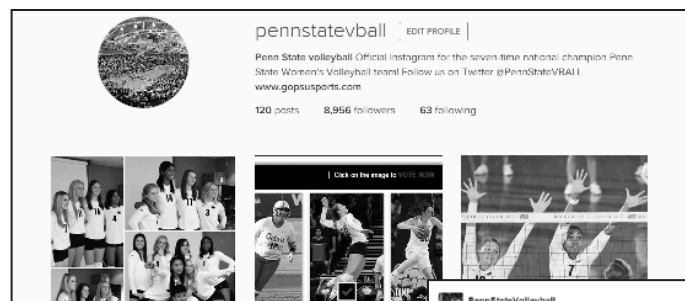 pennstatevball EDIT PROFILE
Penn State volleyball Official Instagram for the seven-time national champion Penn
State Women's Volleyball team! Follow us on Twitter @PennStateVBALL
www.gopsusports.com
120 posts 8,956 followers 63 following
Click on the image to VOTE NOW
PennStateVolleyball